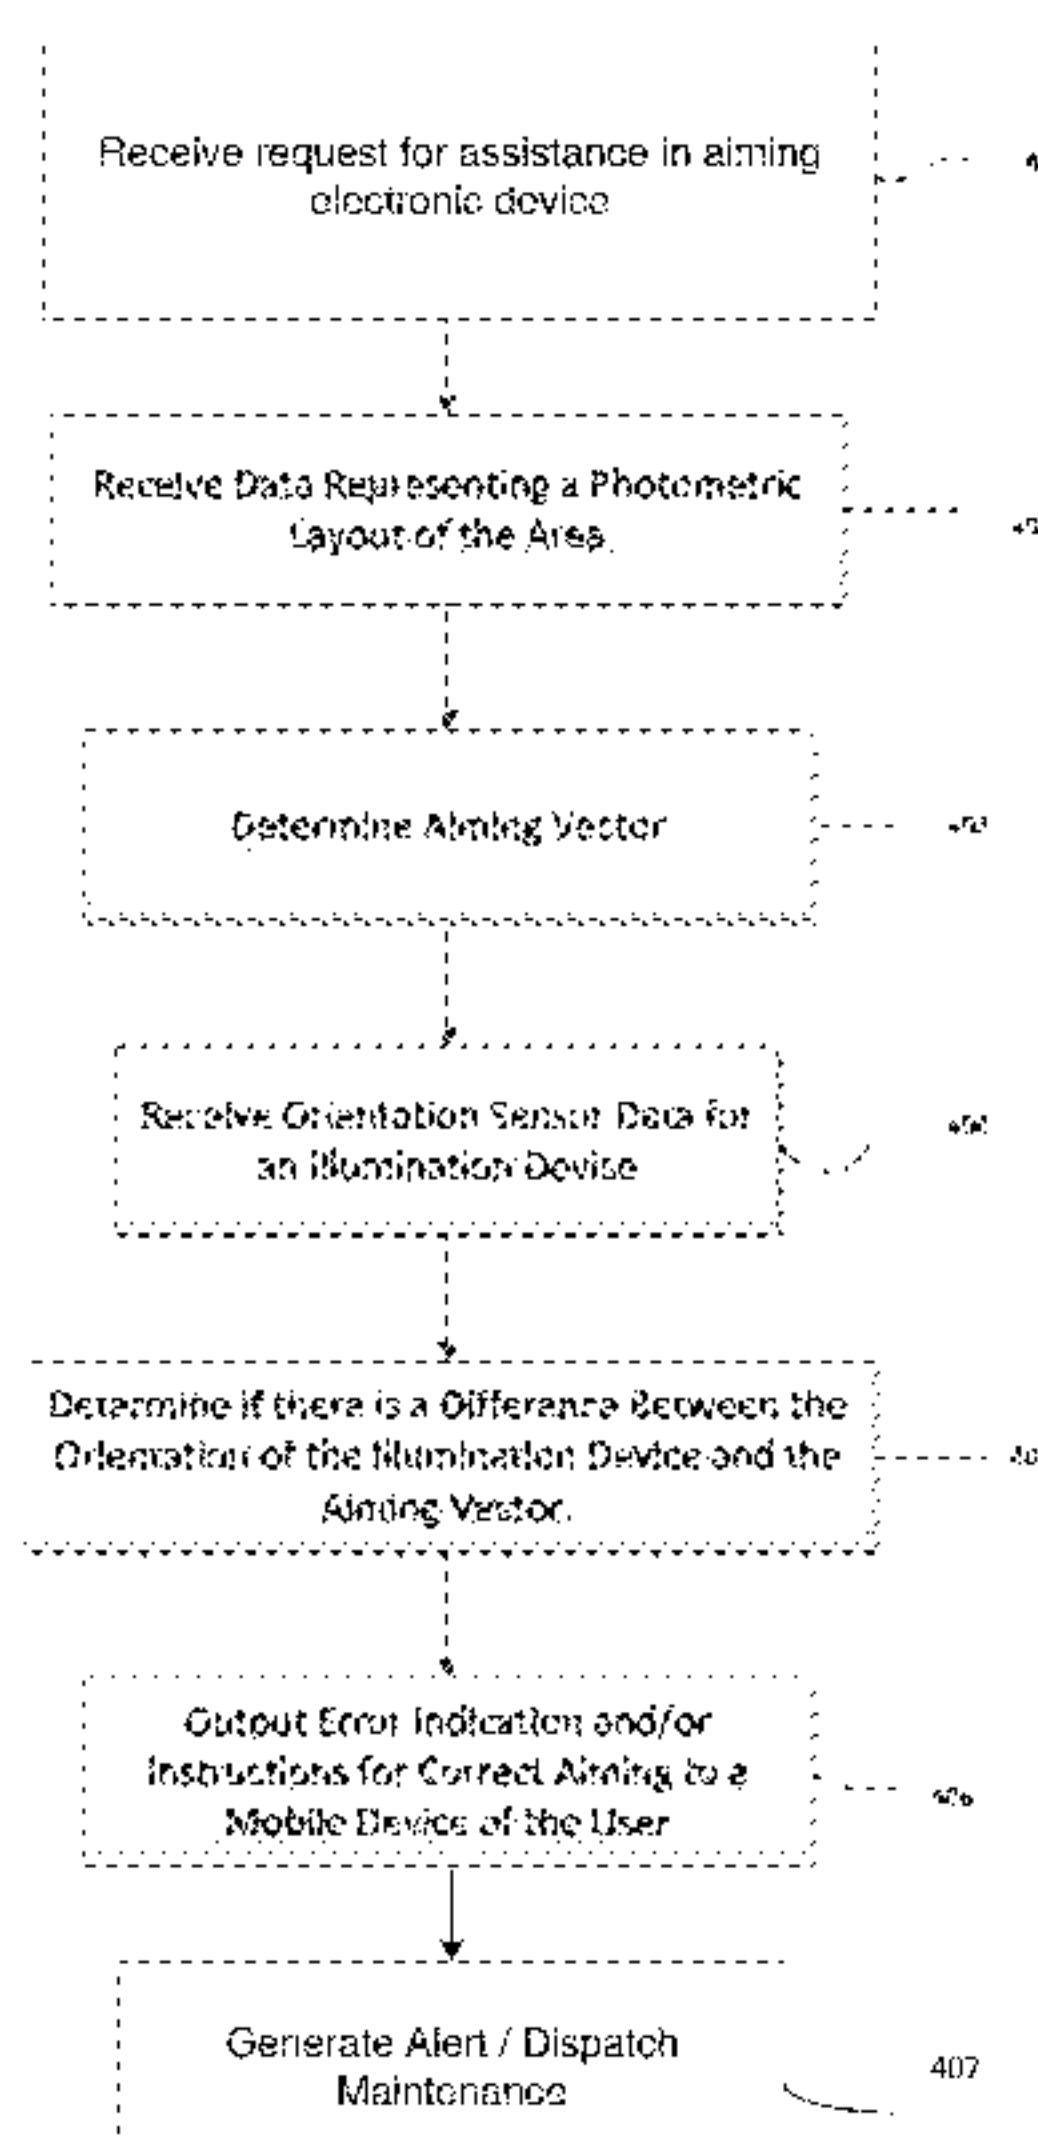 Receive request for assistance in aiming
electronic device
Receive Data Representing a Photometric
Layout of the Area
Determine Aiming Vector
Receive Orientation Sensor Data for
an Illumination Device
Determine if there is a Difference Between the
Orientation of the Illumination Device and the
Aiming Vector.
Output Error Indication and/or
Instructions for Correct Aiming to a
Mobile Device of the User
Generate Alert / Dispatch
Maintenance
407